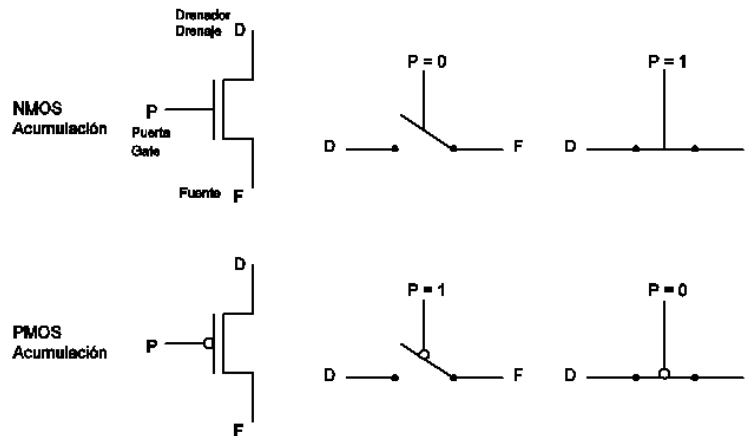 Drenador
Drenaje
D
NMOS
Acumulación
P
Puerta
Gate
Fuente
F
P = 0
D
F
P = 1
D
PMOS
Acumulación
D
P
F
P = 1
D
F
P = 0
D